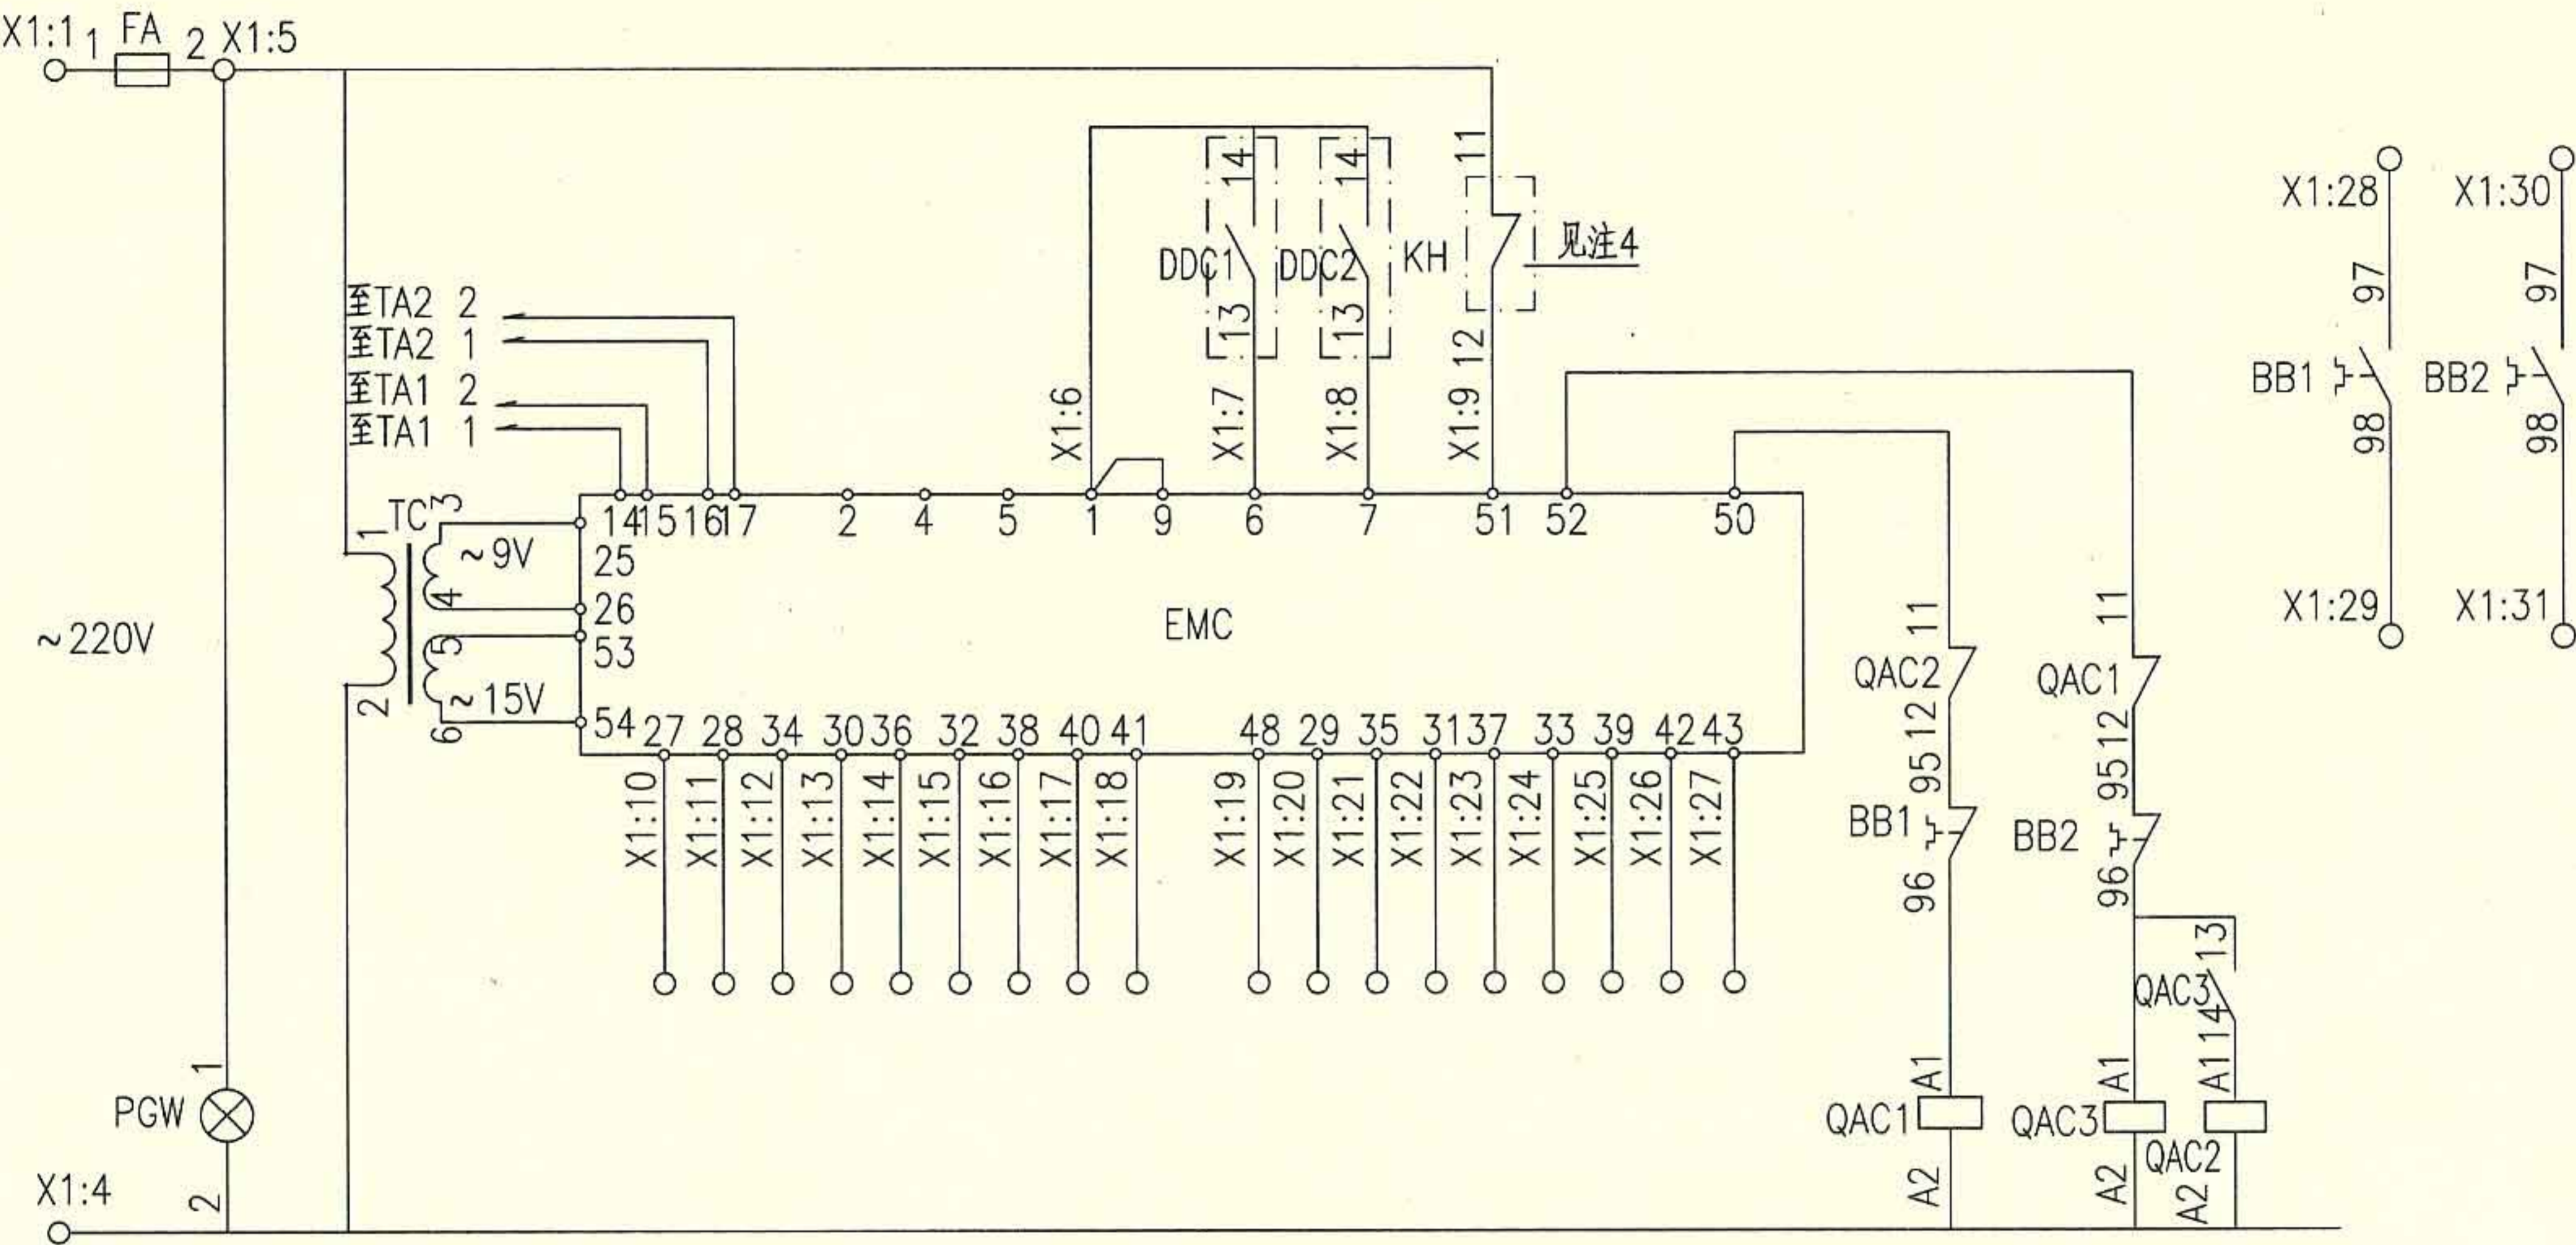 X1:1 1 FA 2 X1:5
11
14 14
X1:28 X1:30
DDC1 DDC2 KH 见注4
97 97
至TA2 2
至TA2 1
13 13 12
至TA1 2
至TA1 1
X1:6 X1:7 X1:8 X1:9
BB1 BB2
98 98
TC 3
1
14 15 16 17 2 4 5 1 9 6 7 51 52 50
~9V 25
4 26
~220V
5 53
EMC
11 11
X1:29 X1:31
~15V
2 6 54
QAC2 QAC1
12 12
27 28 34 30 36 32 38 40 41 48 29 35 31 37 33 39 42 43
95 95
X1:10 X1:11 X1:12 X1:13 X1:14 X1:15 X1:16 X1:17 X1:18 X1:19 X1:20 X1:21 X1:22 X1:23 X1:24 X1:25 X1:26 X1:27
BB1 BB2
96 96
13
QAC3
14
1
A1 A1 A1
PGW
QAC1 QAC3
QAC2
X1:4 2
A2 A2 A2